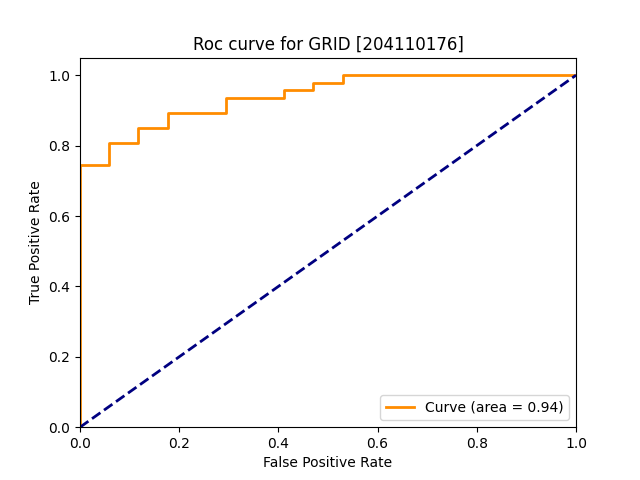 Roc curve for GRID [204110176]
True Positive Rate
1.0
0.8
0.6
0.4
0.2
0.0
Curve (area = 0.94)
0.0 0.2 0.4 0.6 0.8 1.0
False Positive Rate